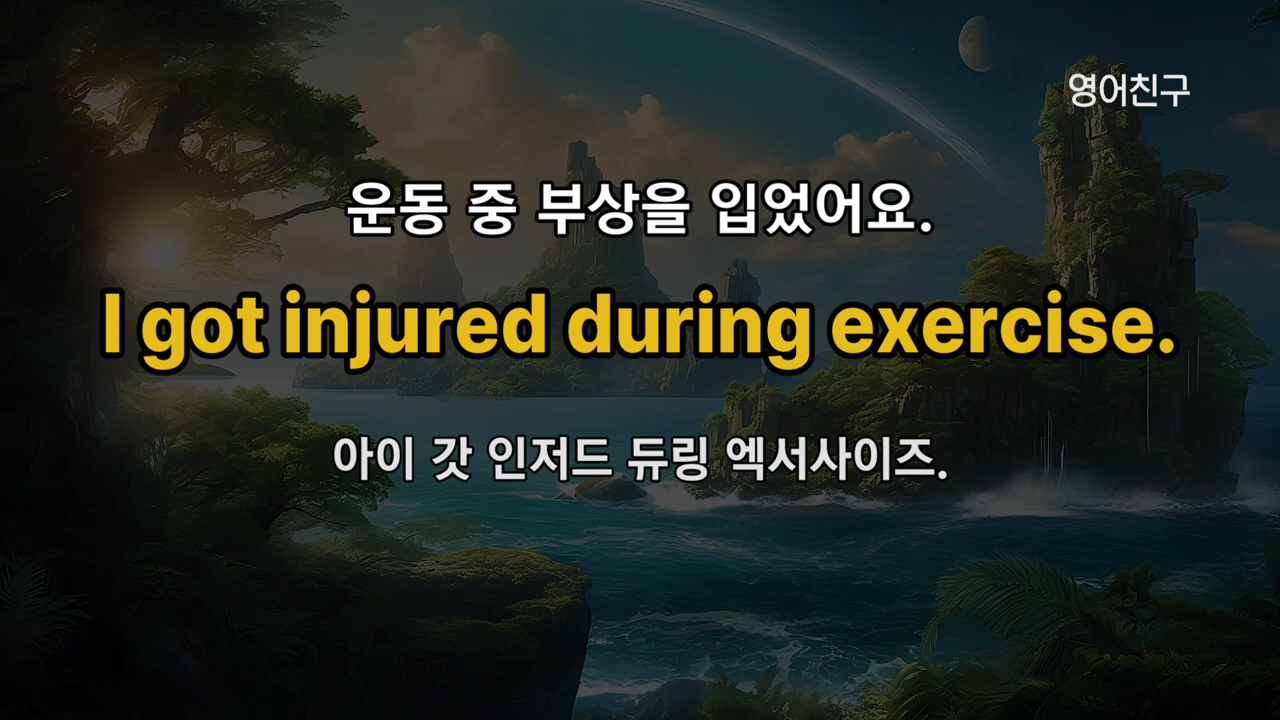 영어친구
운동 중 부상을 입었어요.
I got injured during exercise.
아이 갓 인저드 듀링 엑서사이즈.